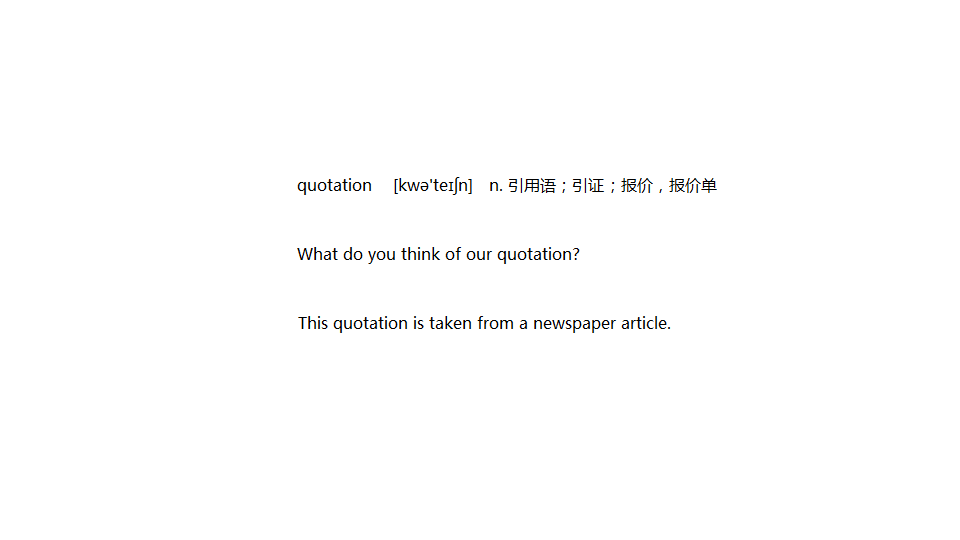 quotation [kwə'teɪʃn] n. 引用语；引证；报价，报价单
What do you think of our quotation?
This quotation is taken from a newspaper article.